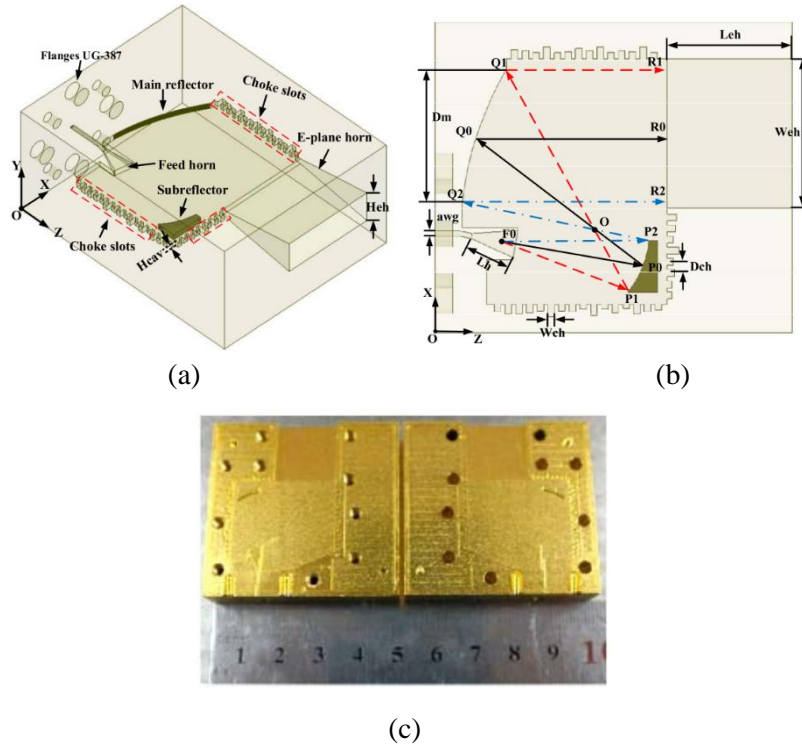 Flanges UG-387
Main reflector
Choke slots
E-plane horn
Feed horn
Subreflector
Heh
Y
X
O
Z
Choke slots
Hcav
(a)
Leh
Q1
R1
Dm
Q0
R0
Weh
Q2
R2
awg
O
F0
P2
Lh
P0
Dch
X
P1
Wch
O
Z
(b)
1 2 3 4 5 6 7 8 9 10
(c)